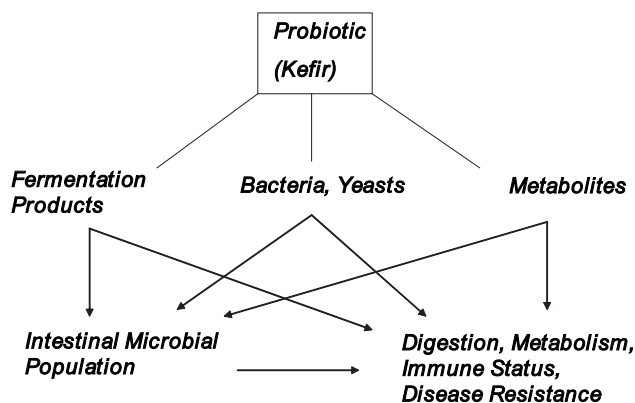 Probiotic
(Kefir)
Fermentation
Products
Bacteria, Yeasts
Metabolites
Intestinal Microbial
Population
Digestion, Metabolism,
Immune Status,
Disease Resistance